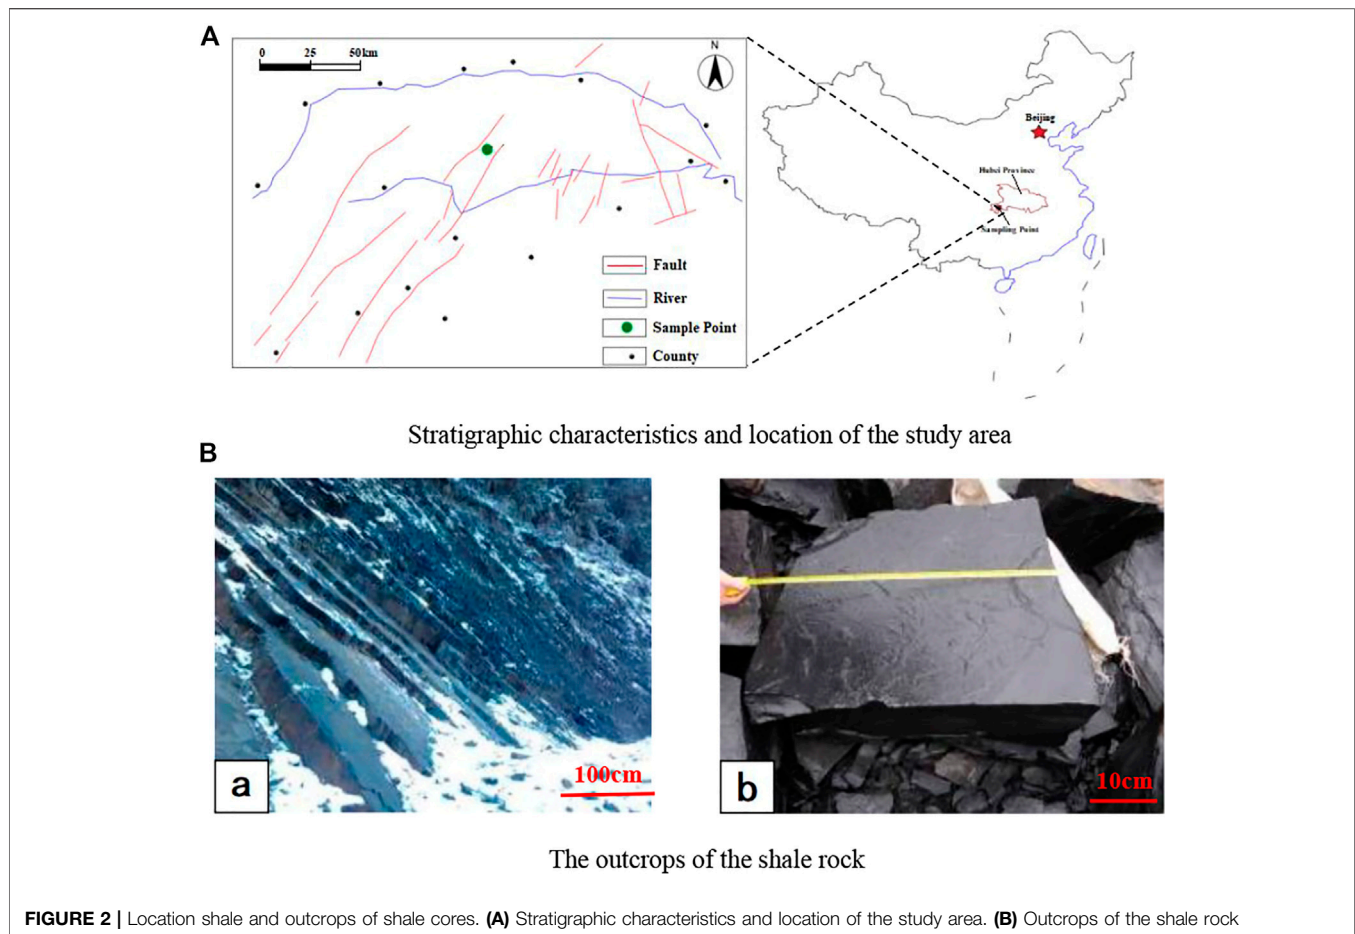 A
0 25 50km
N
Beijing
Hubei Province
Sampling Point
Fault
River
Sample Point
County
Stratigraphic characteristics and location of the study area
B
100cm
a
10cm
b
The outcrops of the shale rock
FIGURE 2 | Location shale and outcrops of shale cores. (A) Stratigraphic characteristics and location of the study area. (B) Outcrops of the shale rock